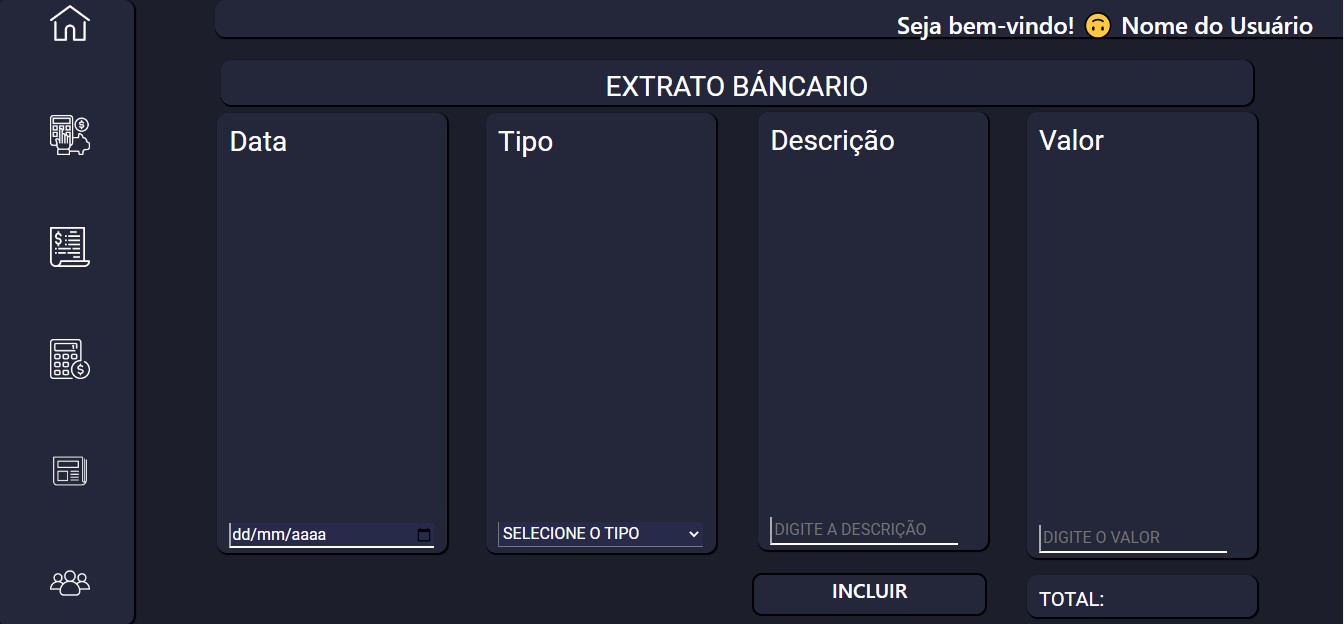 Seja bem-vindo! 🙃 Nome do Usuário
EXTRATO BÁNCARIO
Data
Tipo
Descrição
Valor
dd/mm/aaaa
SELECIONE O TIPO
DIGITE A DESCRIÇÃO
DIGITE O VALOR
INCLUIR
TOTAL: